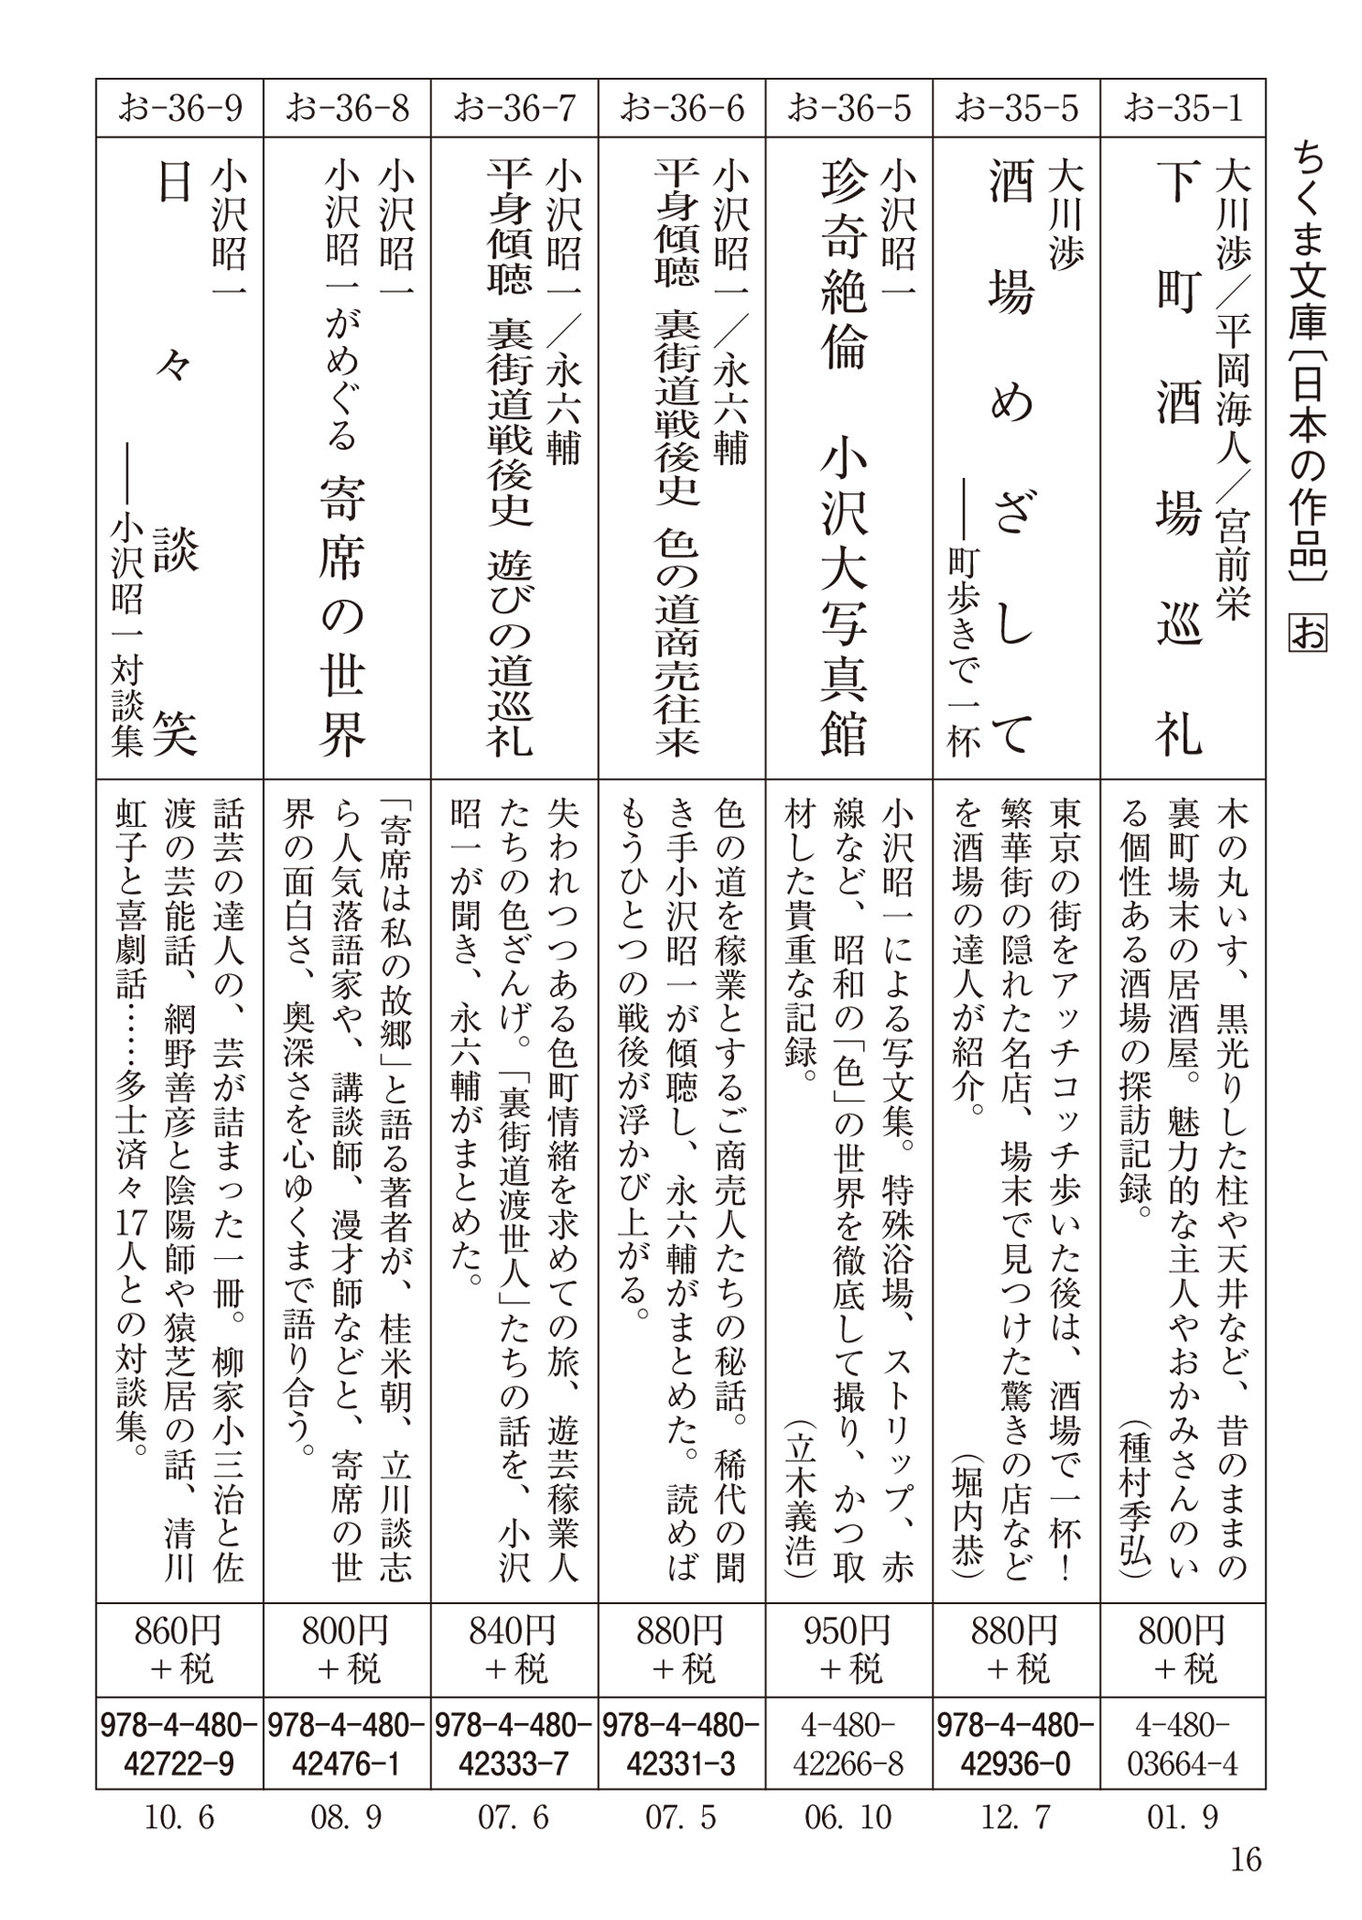 ちくま文庫〔日本の作品〕 お
お-35-1
大川渉／平岡海人／宮前栄
下町酒場巡礼
木の丸いす、黒光りした柱や天井など、昔のままの
裏町場末の居酒屋。魅力的な主人やおかみさんのい
る個性ある酒場の探訪記録。（種村季弘）
800円
＋税
4-480-
03664-4
01. 9
お-35-5
大川渉
酒場めざして
――町歩きで一杯
東京の街をアッチコッチ歩いた後は、酒場で一杯！
繁華街の隠れた名店、場末で見つけた驚きの店など
を酒場の達人が紹介。（堀内恭）
880円
＋税
978-4-480-
42936-0
12. 7
お-36-5
小沢昭一
珍奇絶倫 小沢大写真館
小沢昭一による写文集。特殊浴場、ストリップ、赤
線など、昭和の「色」の世界を徹底して撮り、かつ取
材した貴重な記録。（立木義浩）
950円
＋税
4-480-
42266-8
06. 10
お-36-6
小沢昭一／永六輔
平身傾聴 裏街道戦後史 色の道商売往来
色の道を稼業とするご商売人たちの秘話。稀代の聞
き手小沢昭一が傾聴し、永六輔がまとめた。読めば
もうひとつの戦後が浮かび上がる。
880円
＋税
978-4-480-
42331-3
07. 5
お-36-7
小沢昭一／永六輔
平身傾聴 裏街道戦後史 遊びの道巡礼
失われつつある色町情緒を求めての旅、遊芸稼業人
たちの色ざんげ。「裏街道渡世人」たちの話を、小沢
昭一が聞き、永六輔がまとめた。
840円
＋税
978-4-480-
42333-7
07. 6
お-36-8
小沢昭一
小沢昭一がめぐる 寄席の世界
「寄席は私の故郷」と語る著者が、桂米朝、立川談志
ら人気落語家や、講談師、漫才師などと、寄席の世
界の面白さ、奥深さを心ゆくまで語り合う。
800円
＋税
978-4-480-
42476-1
08. 9
お-36-9
小沢昭一
日々談笑
――小沢昭一対談集
話芸の達人の、芸が詰まった一冊。柳家小三治と佐
渡の芸能話、網野善彦と陰陽師や猿芝居の話、清川
虹子と喜劇話……多士済々17人との対談集。
860円
＋税
978-4-480-
42722-9
10. 6
16